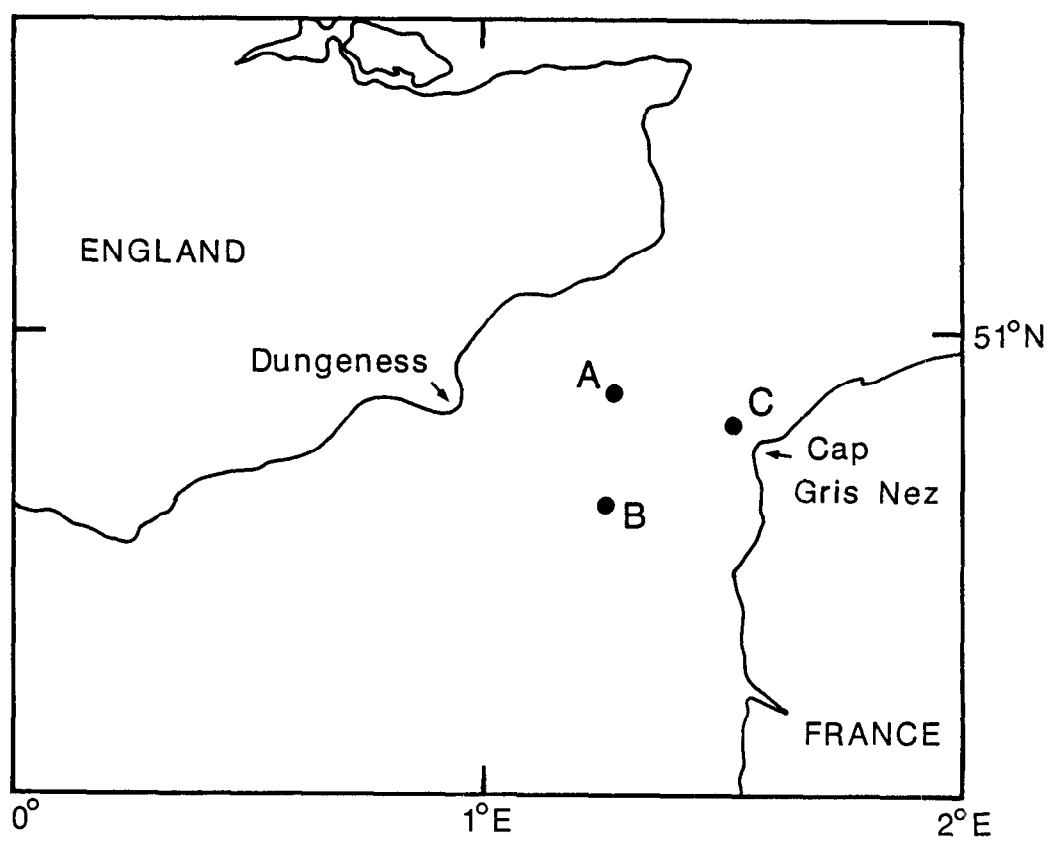 ENGLAND
51°N
Dungeness
A
C
Cap
Gris Nez
B
FRANCE
0°
1°E
2°E